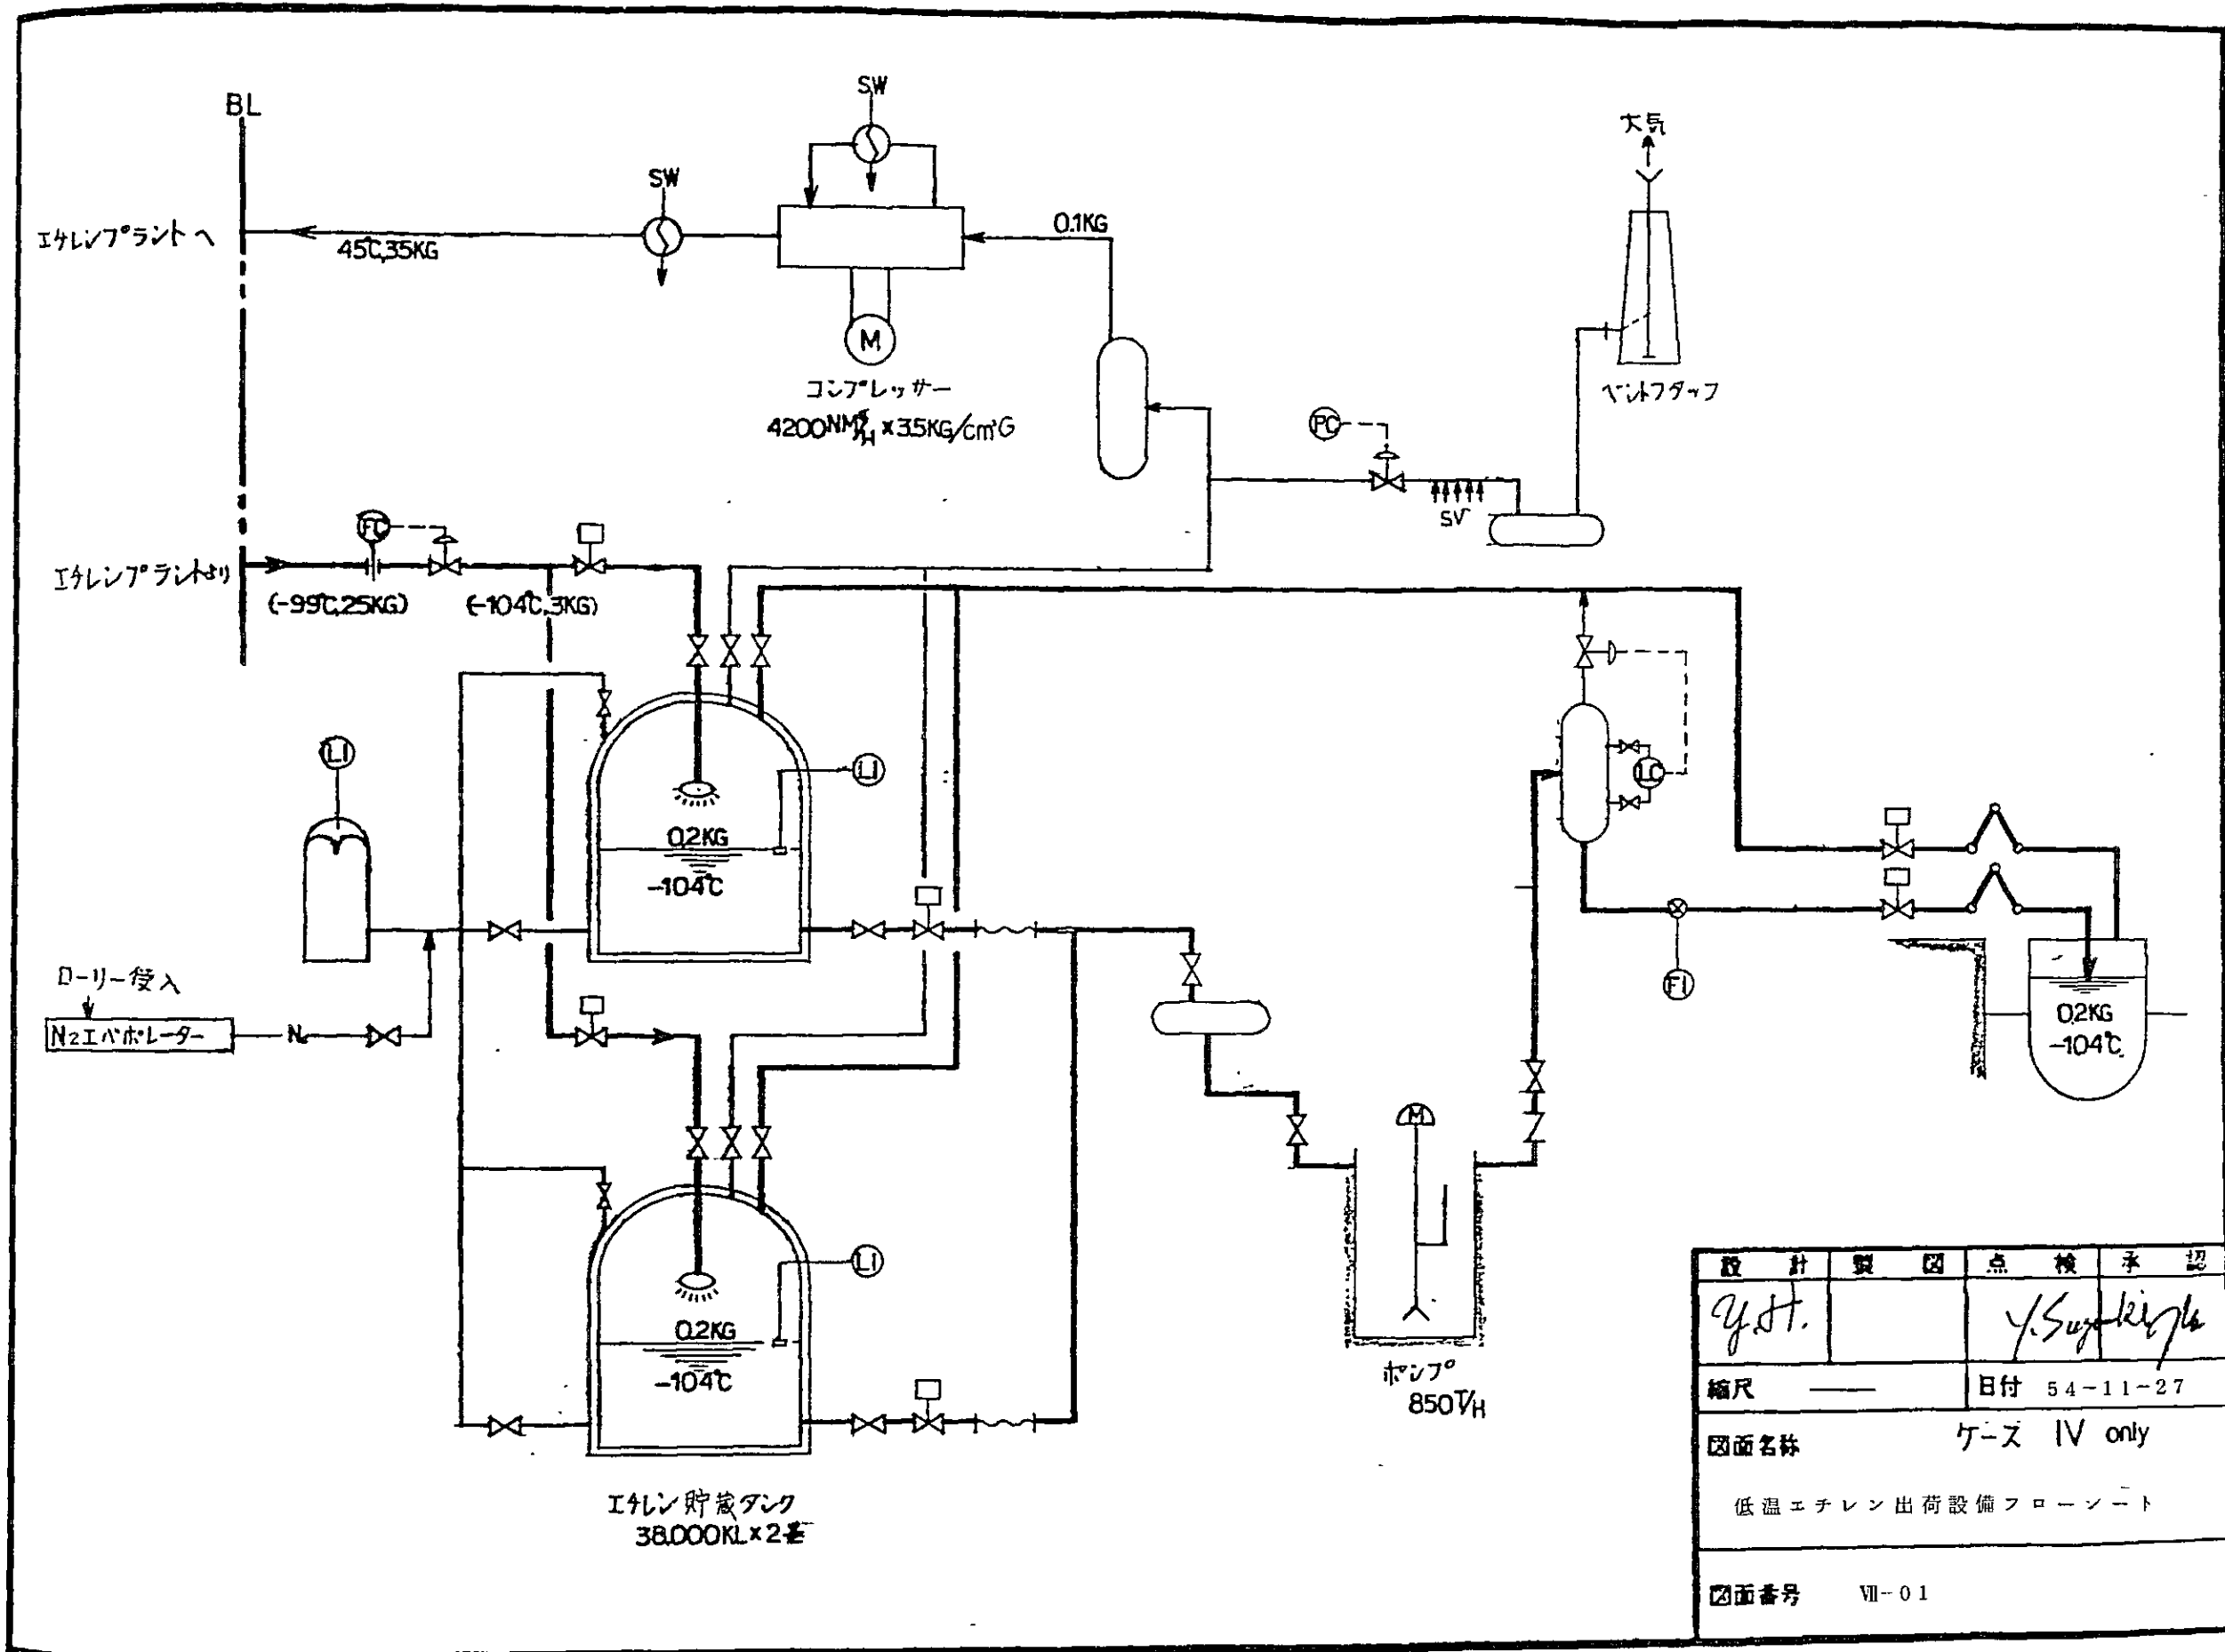 BL
SW
SW
大気
エチレンプラントへ
45℃,35KG
0.1KG
M
コンプレッサー
4200NM³/H × 35KG/cm²G
ベントスタッフ
PC
SV
FC
エチレンプラントより
(-99℃,25KG)
(-104℃,3KG)
LI
LI
LC
0.2KG
-104℃
ローリー受入
N2エバポレーター
N
FI
0.2KG
-104℃
M
LI
0.2KG
-104℃
ポンプ
850T/H
エチレン貯蔵タンク
38.000KL×2基
設計 製図 点検 承認
Y.H. Y.Suzuki
縮尺 ―― 日付 54-11-27
図面名称 ケース IV only
低温エチレン出荷設備フローシート
図面番号 Ⅶ-01